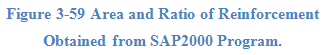 Figure 3-59 Area and Ratio of Reinforcement
Obtained from SAP2000 Program.